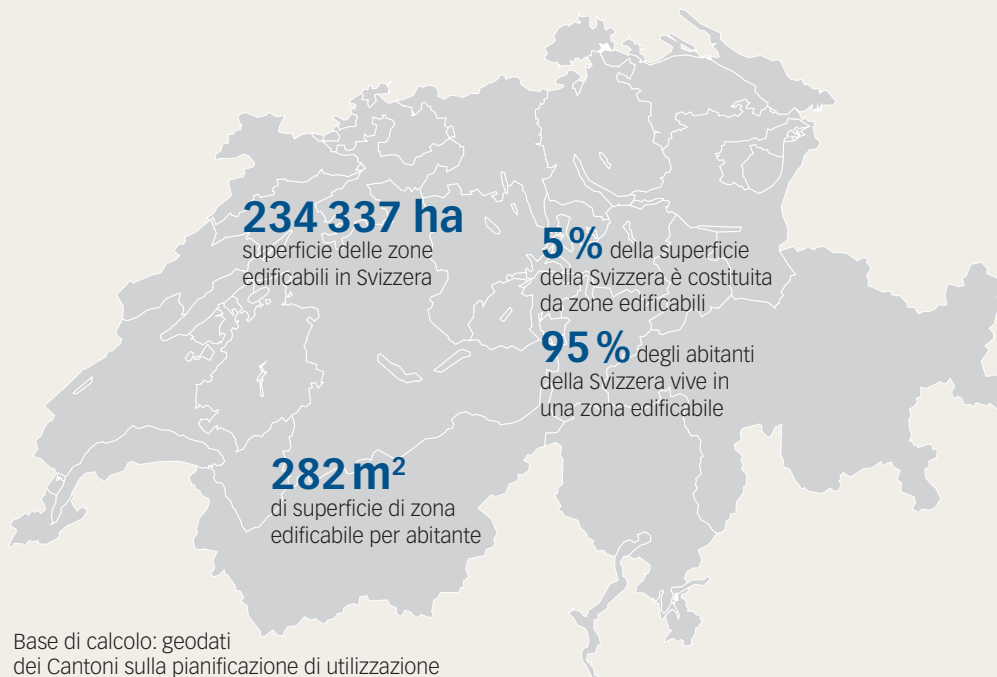 234 337 ha
superficie delle zone
edificabili in Svizzera
5 % della superficie
della Svizzera è costituita
da zone edificabili
95 % degli abitanti
della Svizzera vive in
una zona edificabile
282 m²
di superficie di zona
edificabile per abitante
Base di calcolo: geodati
dei Cantoni sulla pianificazione di utilizzazione